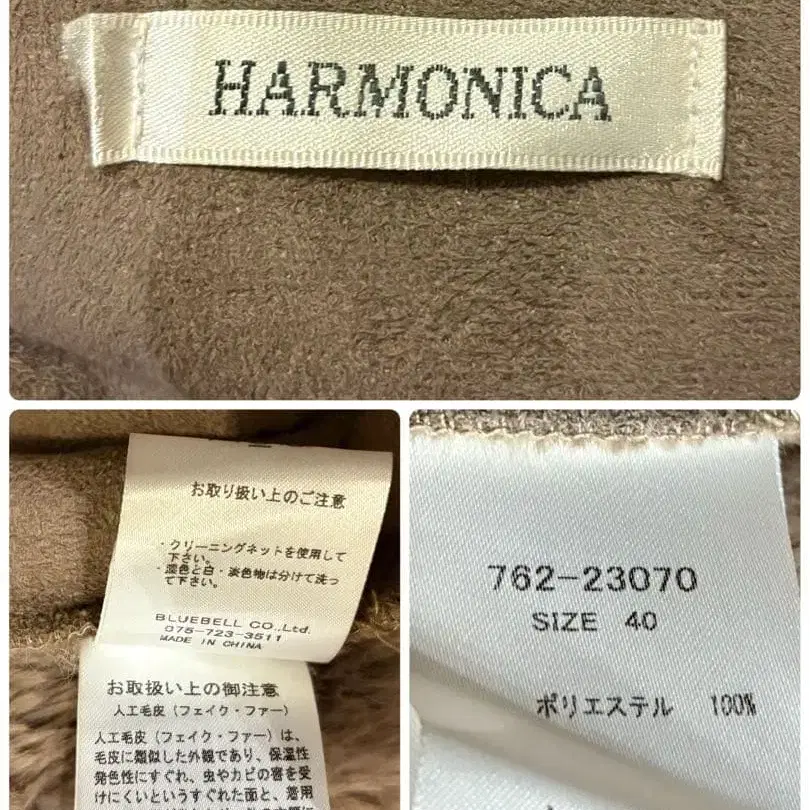 HARMONICA
お取り扱い上のご注意
・クリーニングネットを使用して
下さい。
・濃色と白・淡色物は分けて洗っ
て下さい。
BLUEBELL CO.,Ltd.
075-723-3511
MADE IN CHINA
お取扱い上の御注意
人工毛皮（フェイク・ファー）
人工毛皮（フェイク・ファー）は、
毛皮に類似した外観であり、保温性
発色性にすぐれ、虫やカビの害を受
けにくいというすぐれた面と、着用
762-23070
SIZE 40
ポリエステル 100%